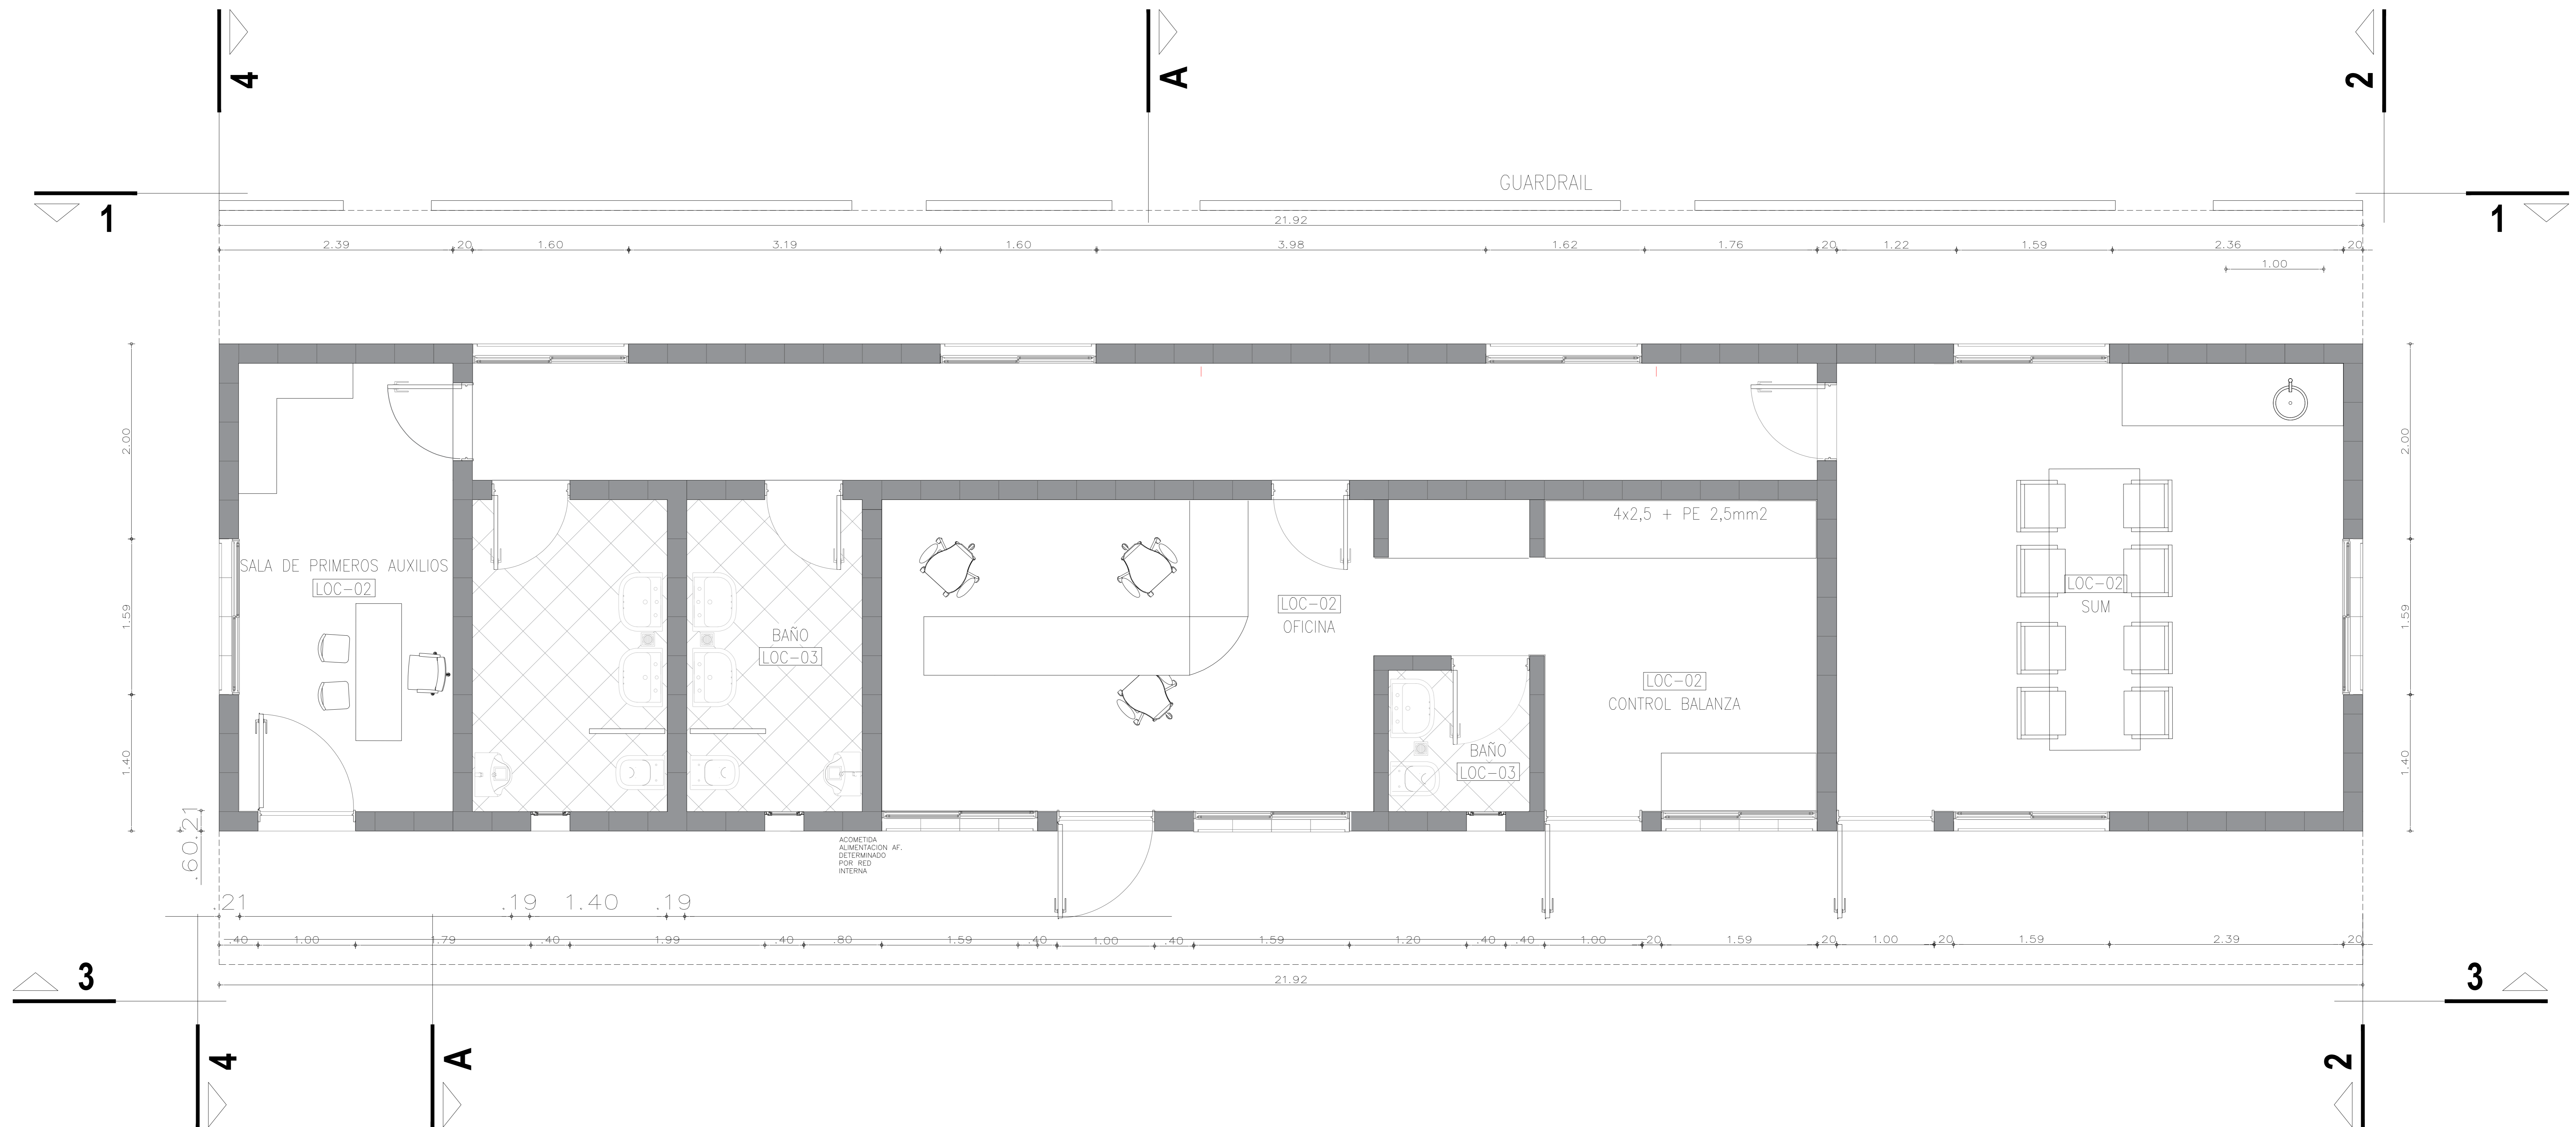 4
A
2
1
1
GUARDRAIL
21.92
2.39
.20
1.60
3.19
1.60
3.98
1.62
1.76
.20
1.22
1.59
2.36
.20
1.00
2.00
1.59
1.40
.60
.21
2.00
1.59
1.40
SALA DE PRIMEROS AUXILIOS
LOC-02
BAÑO
LOC-03
LOC-02
OFICINA
4x2,5 + PE 2,5mm2
LOC-02
CONTROL BALANZA
BAÑO
LOC-03
LOC-02
SUM
ACOMETIDA
ALIMENTACION AF.
DETERMINADO
POR RED
INTERNA
.21
.19
1.40
.19
.40
1.00
1.79
.40
1.99
.40
.80
1.59
.40
1.00
.40
1.59
1.20
.40
.40
1.00
.20
1.59
.20
1.00
.20
1.59
2.39
.20
21.92
3
3
4
A
2